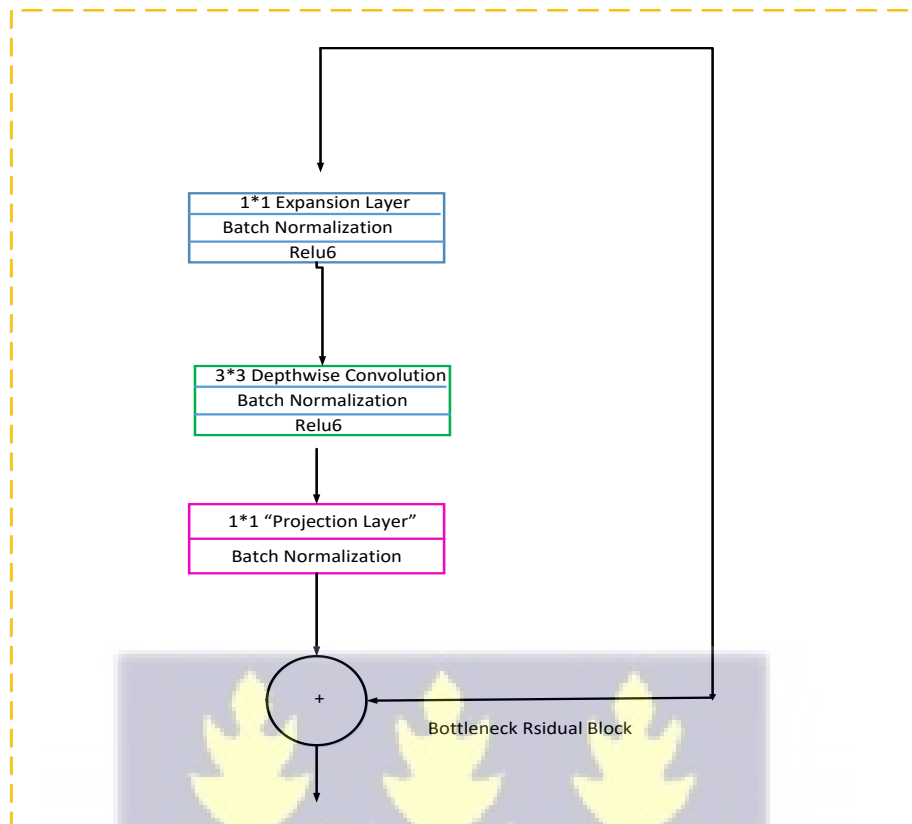 1*1 Expansion Layer
Batch Normalization
Relu6
3*3 Depthwise Convolution
Batch Normalization
Relu6
1*1 “Projection Layer”
Batch Normalization
+
Bottleneck Rsidual Block